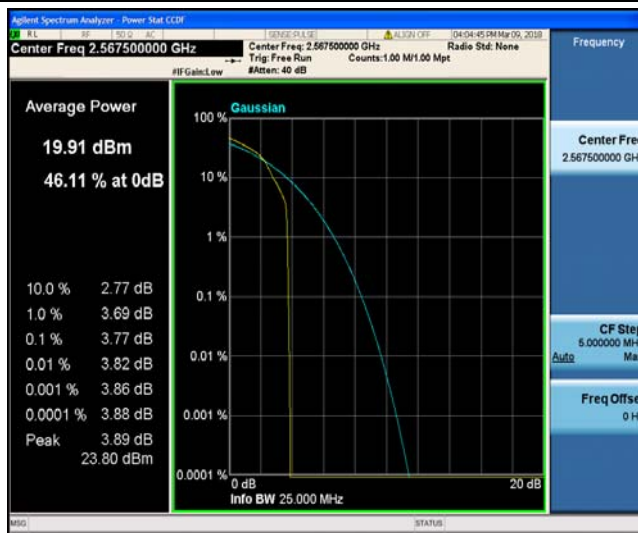 Agilent Spectrum Analyzer - Power Stat CCDF
RL RF 50 Ω AC SENSE:PULSE ALIGN OFF 04:04:45 PM Mar 09, 2018
Center Freq 2.567500000 GHz
Center Freq: 2.567500000 GHz Radio Std: None
Trig: Free Run Counts:1.00 M/1.00 Mpt
#IFGain:Low #Atten: 40 dB
Frequency
Average Power
19.91 dBm
46.11 % at 0dB
10.0 % 2.77 dB
1.0 % 3.69 dB
0.1 % 3.77 dB
0.01 % 3.82 dB
0.001 % 3.86 dB
0.0001 % 3.88 dB
Peak 3.89 dB
23.80 dBm
Gaussian
100 %
10 %
1 %
0.1 %
0.01 %
0.001 %
0.0001 %
0 dB 20 dB
Info BW 25.000 MHz
Center Fre
2.567500000 GH
CF Ste
5.000000 MH
Auto Ma
Freq Offse
0 H
MSG STATUS